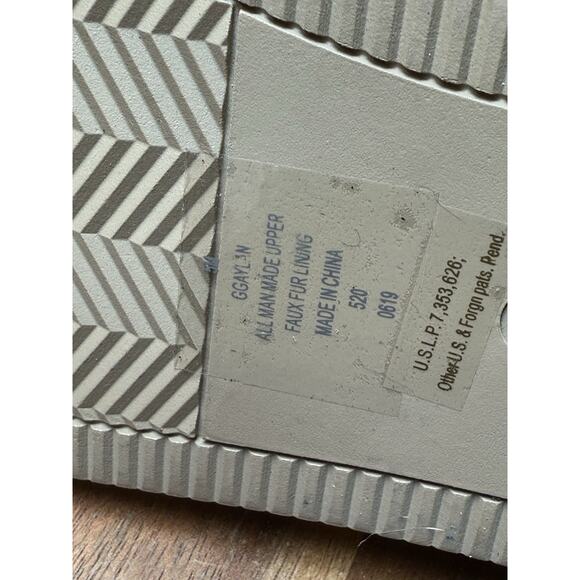 GGAYL3N
ALL MAN MADE UPPER
FAUX FUR LINING
MADE IN CHINA
520
0619
U.S.L.P. 7,353,626;
Other U.S. & Forgn pats. Pend.